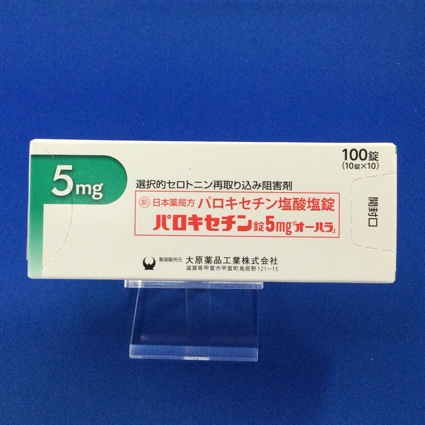 5mg
100錠
(10錠×10)
選択的セロトニン再取り込み阻害剤
劇 日本薬局方 パロキセチン塩酸塩錠
パロキセチン錠5mg「オーハラ」
開封口
製造販売元 大原薬品工業株式会社
滋賀県甲賀市甲賀町鳥居野121-15